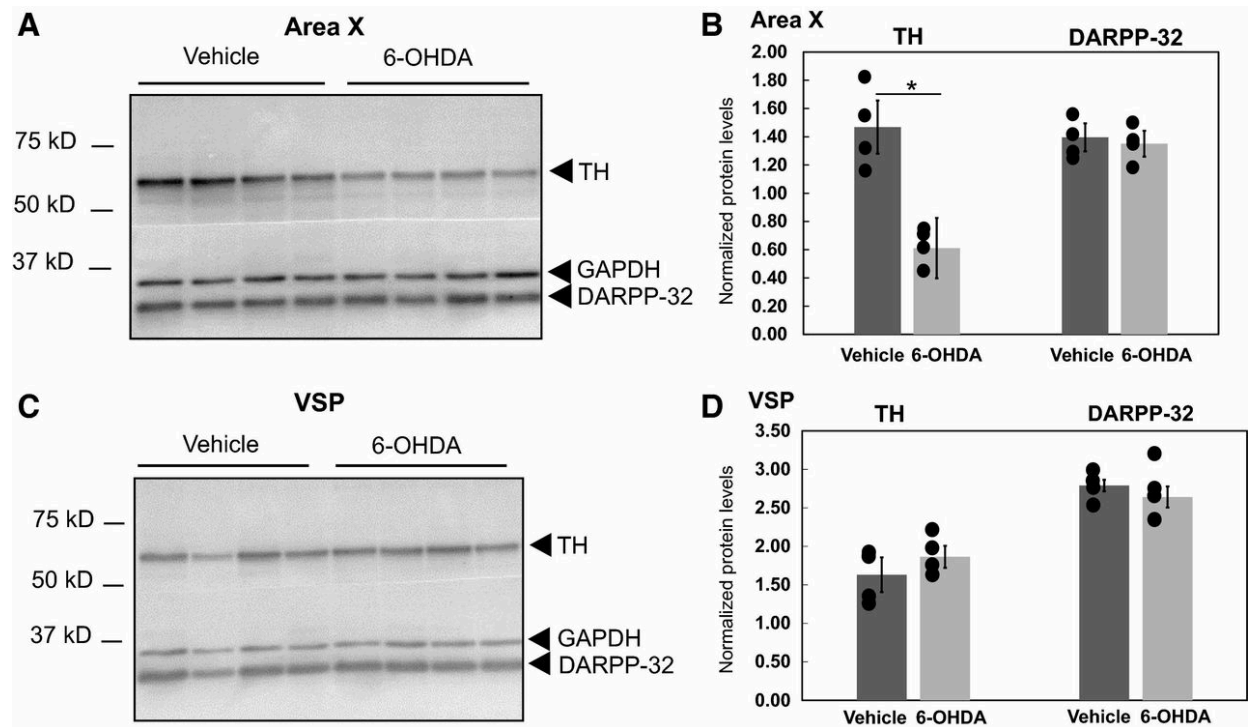 A
Area X
Vehicle
6-OHDA
75 kD
50 kD
37 kD
TH
GAPDH
DARPP-32
B
Area X
TH
DARPP-32
*
Normalized protein levels
2.00
1.80
1.60
1.40
1.20
1.00
0.80
0.60
0.40
0.20
0.00
Vehicle 6-OHDA
Vehicle 6-OHDA
C
VSP
Vehicle
6-OHDA
75 kD
50 kD
37 kD
TH
GAPDH
DARPP-32
D
VSP
TH
DARPP-32
Normalized protein levels
3.50
3.00
2.50
2.00
1.50
1.00
0.50
0.00
Vehicle 6-OHDA
Vehicle 6-OHDA